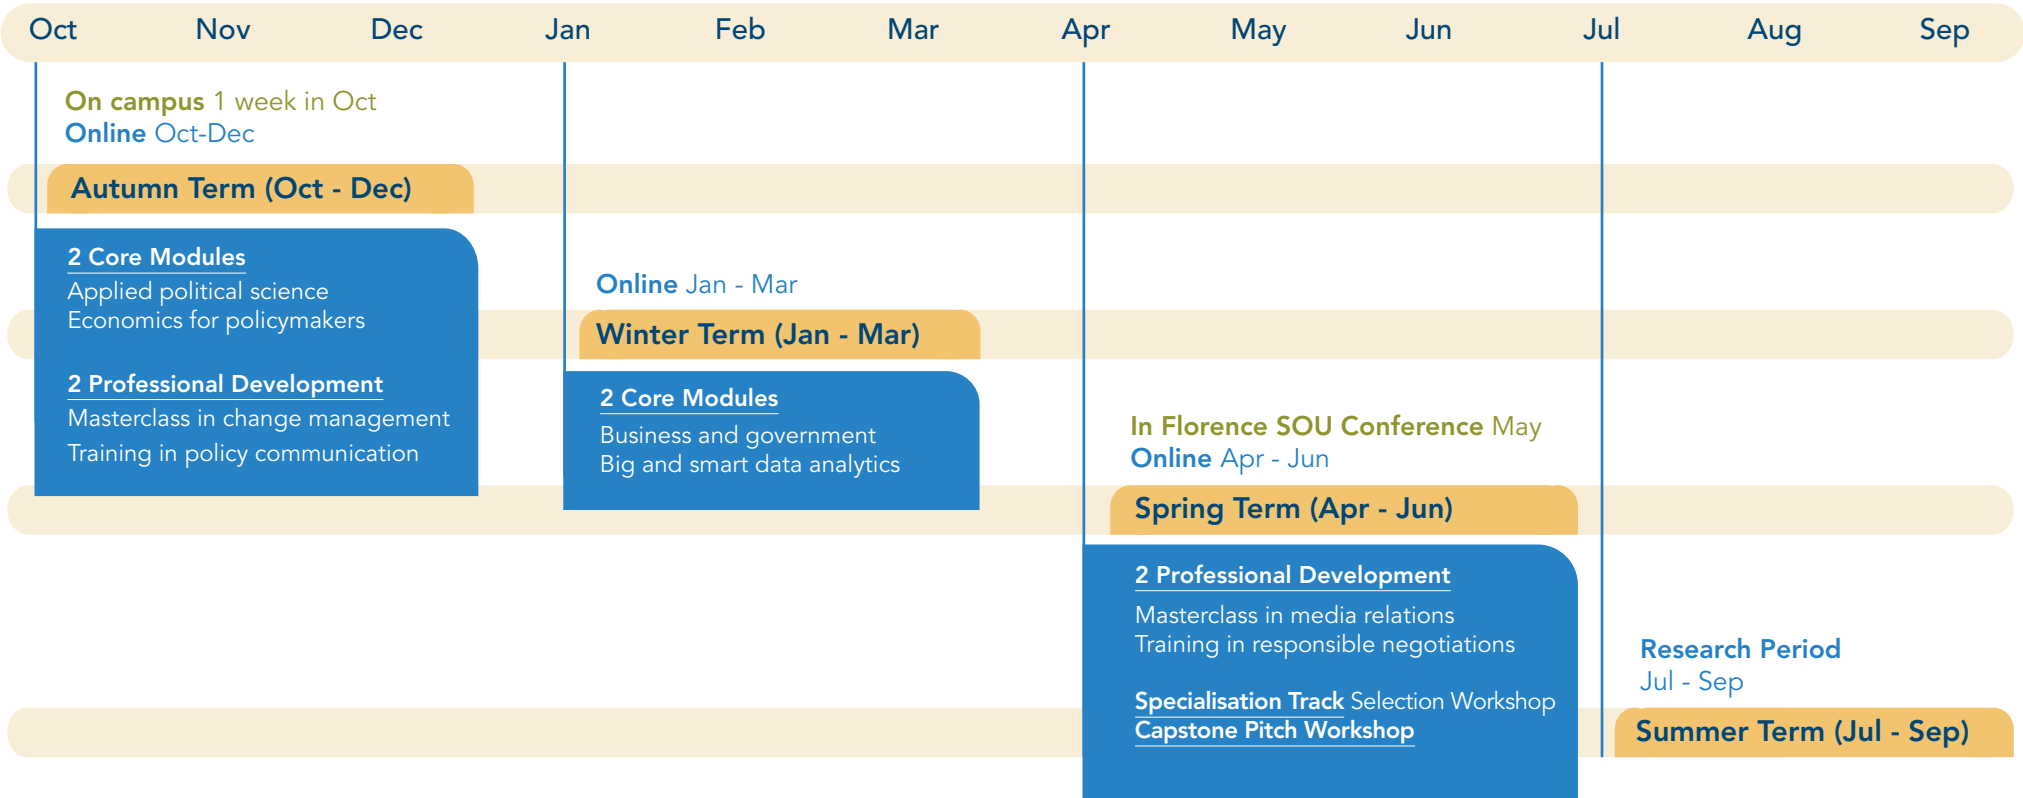 Oct Nov Dec Jan Feb Mar Apr May Jun Jul Aug Sep
On campus 1 week in Oct
Online Oct-Dec
Autumn Term (Oct - Dec)
2 Core Modules
Applied political science
Economics for policymakers
2 Professional Development
Masterclass in change management
Training in policy communication
Online Jan - Mar
Winter Term (Jan - Mar)
2 Core Modules
Business and government
Big and smart data analytics
In Florence SOU Conference May
Online Apr - Jun
Spring Term (Apr - Jun)
2 Professional Development
Masterclass in media relations
Training in responsible negotiations
Specialisation Track Selection Workshop
Capstone Pitch Workshop
Research Period
Jul - Sep
Summer Term (Jul - Sep)